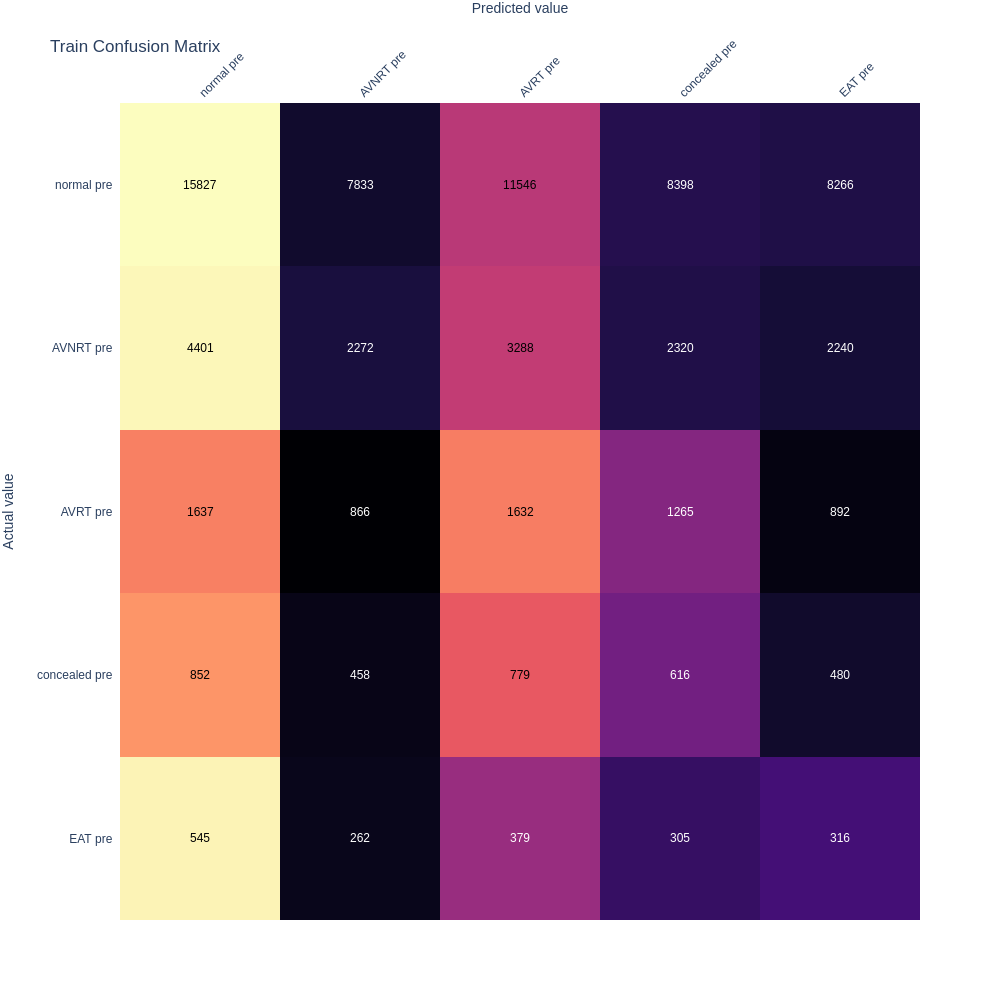 Predicted value
Train Confusion Matrix
normal pre AVNRT pre AVRT pre concealed pre EAT pre
normal pre 15827 7833 11546 8398 8266
AVNRT pre 4401 2272 3288 2320 2240
Actual value
AVRT pre 1637 866 1632 1265 892
concealed pre 852 458 779 616 480
EAT pre 545 262 379 305 316